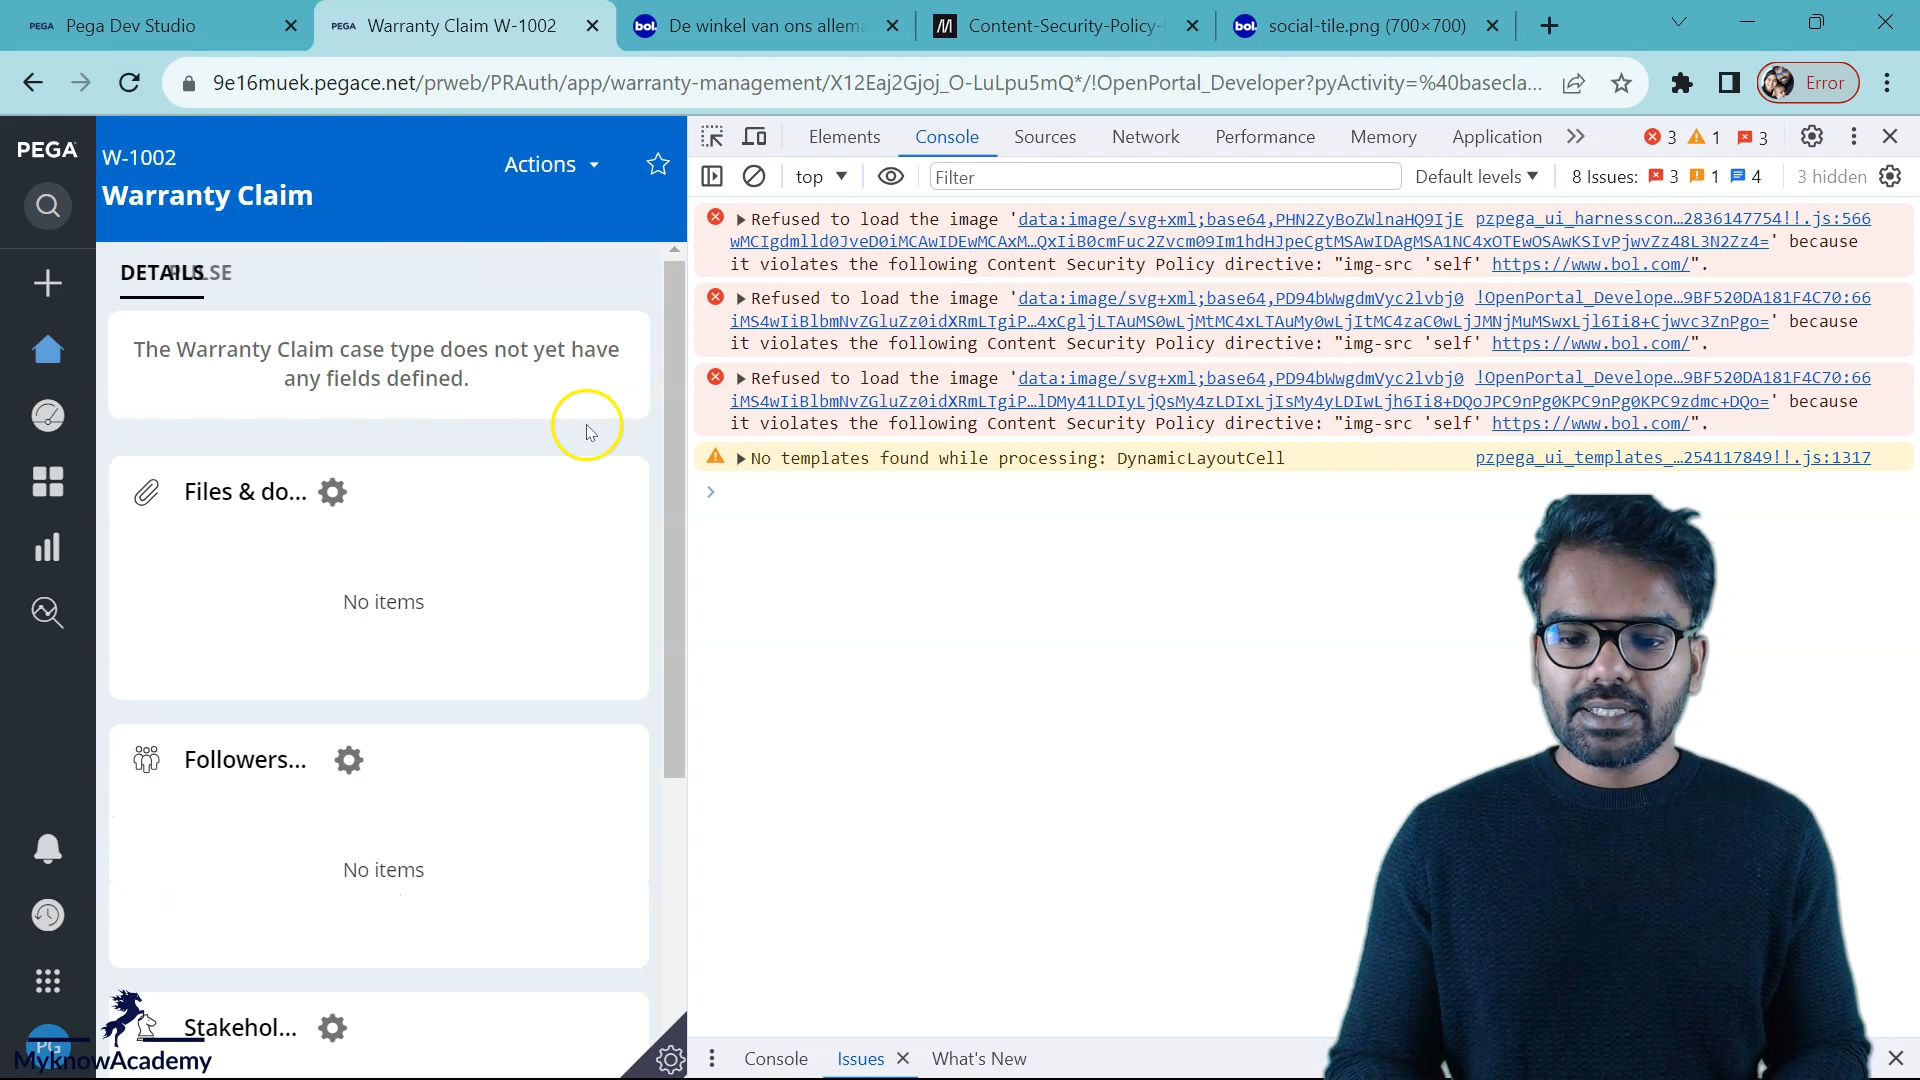 PEGA Pega Dev Studio
PEGA Warranty Claim W-1002
bol. De winkel van ons allema
M Content-Security-Policy-
bol. social-tile.png (700×700)
9e16muek.pegace.net/prweb/PRAuth/app/warranty-management/X12Eaj2Gjoj_O-LuLpu5mQ*/!OpenPortal_Developer?pyActivity=%40basecla...
Error
PEGA
W-1002
Warranty Claim
Actions
DETAILS
The Warranty Claim case type does not yet have
any fields defined.
Files & do...
No items
Followers...
No items
Stakehol...
PG
MyknowAcademy
Elements Console Sources Network Performance Memory Application 3 1 3
top Filter Default levels 8 Issues: 3 1 4 3 hidden
Refused to load the image 'data:image/svg+xml;base64,PHN2ZyBoZWlnaHQ9IjE pzpega_ui_harnesscon…2836147754!!.js:566
wMCIgdmlld0JveD0iMCAwIDEwMCAxM…QxIiB0cmFuc2Zvcm09Im1hdHJpeCgtMSAwIDAgMSA1NC4xOTEwOSAwKSIvPjwvZz48L3N2Zz4=' because
it violates the following Content Security Policy directive: "img-src 'self' https://www.bol.com/".
Refused to load the image 'data:image/svg+xml;base64,PD94bWwgdmVyc2lvbj0 !OpenPortal_Develope…9BF520DA181F4C70:66
iMS4wIiBlbmNvZGluZz0idXRmLTgiP…4xCgljLTAuMS0wLjMtMC4xLTAuMy0wLjItMC4zaC0wLjJMNjMuMSwxLjl6Ii8+Cjwvc3ZnPgo=' because
it violates the following Content Security Policy directive: "img-src 'self' https://www.bol.com/".
Refused to load the image 'data:image/svg+xml;base64,PD94bWwgdmVyc2lvbj0 !OpenPortal_Develope…9BF520DA181F4C70:66
iMS4wIiBlbmNvZGluZz0idXRmLTgiP…lDMy41LDIyLjQsMy4zLDIxLjIsMy4yLDIwLjh6Ii8+DQoJPC9nPg0KPC9nPg0KPC9zdmc+DQo=' because
it violates the following Content Security Policy directive: "img-src 'self' https://www.bol.com/".
No templates found while processing: DynamicLayoutCell pzpega_ui_templates_…254117849!!.js:1317
Console Issues What's New